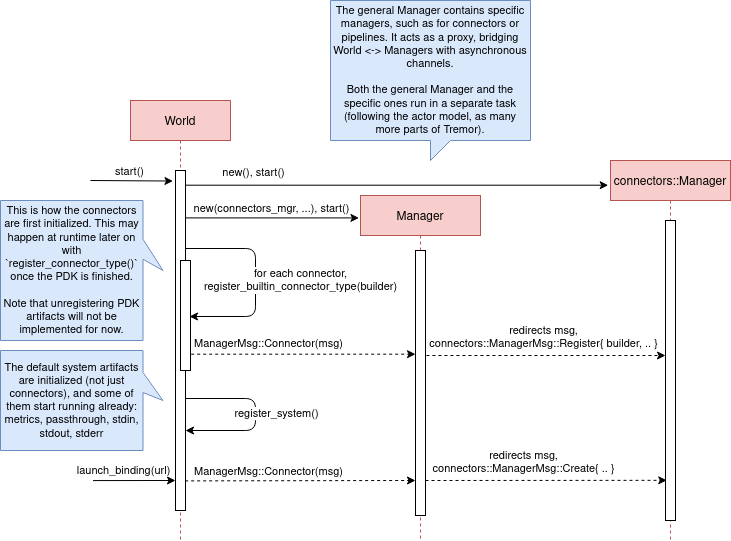 The general Manager contains specific
managers, such as for connectors or
pipelines. It acts as a proxy, bridging
World <-> Managers with asynchronous
channels.
Both the general Manager and the
specific ones run in a separate task
(following the actor model, as many
more parts of Tremor).
World
start()
new(), start()
connectors::Manager
new(connectors_mgr, ...), start()
Manager
This is how the connectors
are first initialized. This may
happen at runtime later on
with
`register_connector_type()`
once the PDK is finished.
Note that unregistering PDK
artifacts will not be
implemented for now.
for each connector,
register_builtin_connector_type(builder)
ManagerMsg::Connector(msg)
redirects msg,
connectors::ManagerMsg::Register{ builder, .. }
The default system artifacts
are initialized (not just
connectors), and some of
them start running already:
metrics, passthrough, stdin,
stdout, stderr
register_system()
launch_binding(url)
ManagerMsg::Connector(msg)
redirects msg,
connectors::ManagerMsg::Create{ .. }